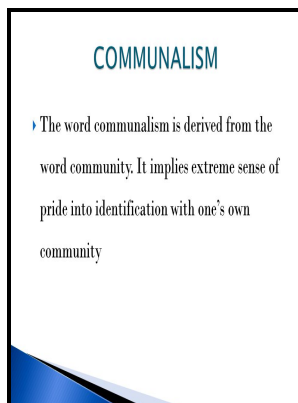 COMMUNALISM
The word communalism is derived from the
word community. It implies extreme sense of
pride into identification with one's own
community